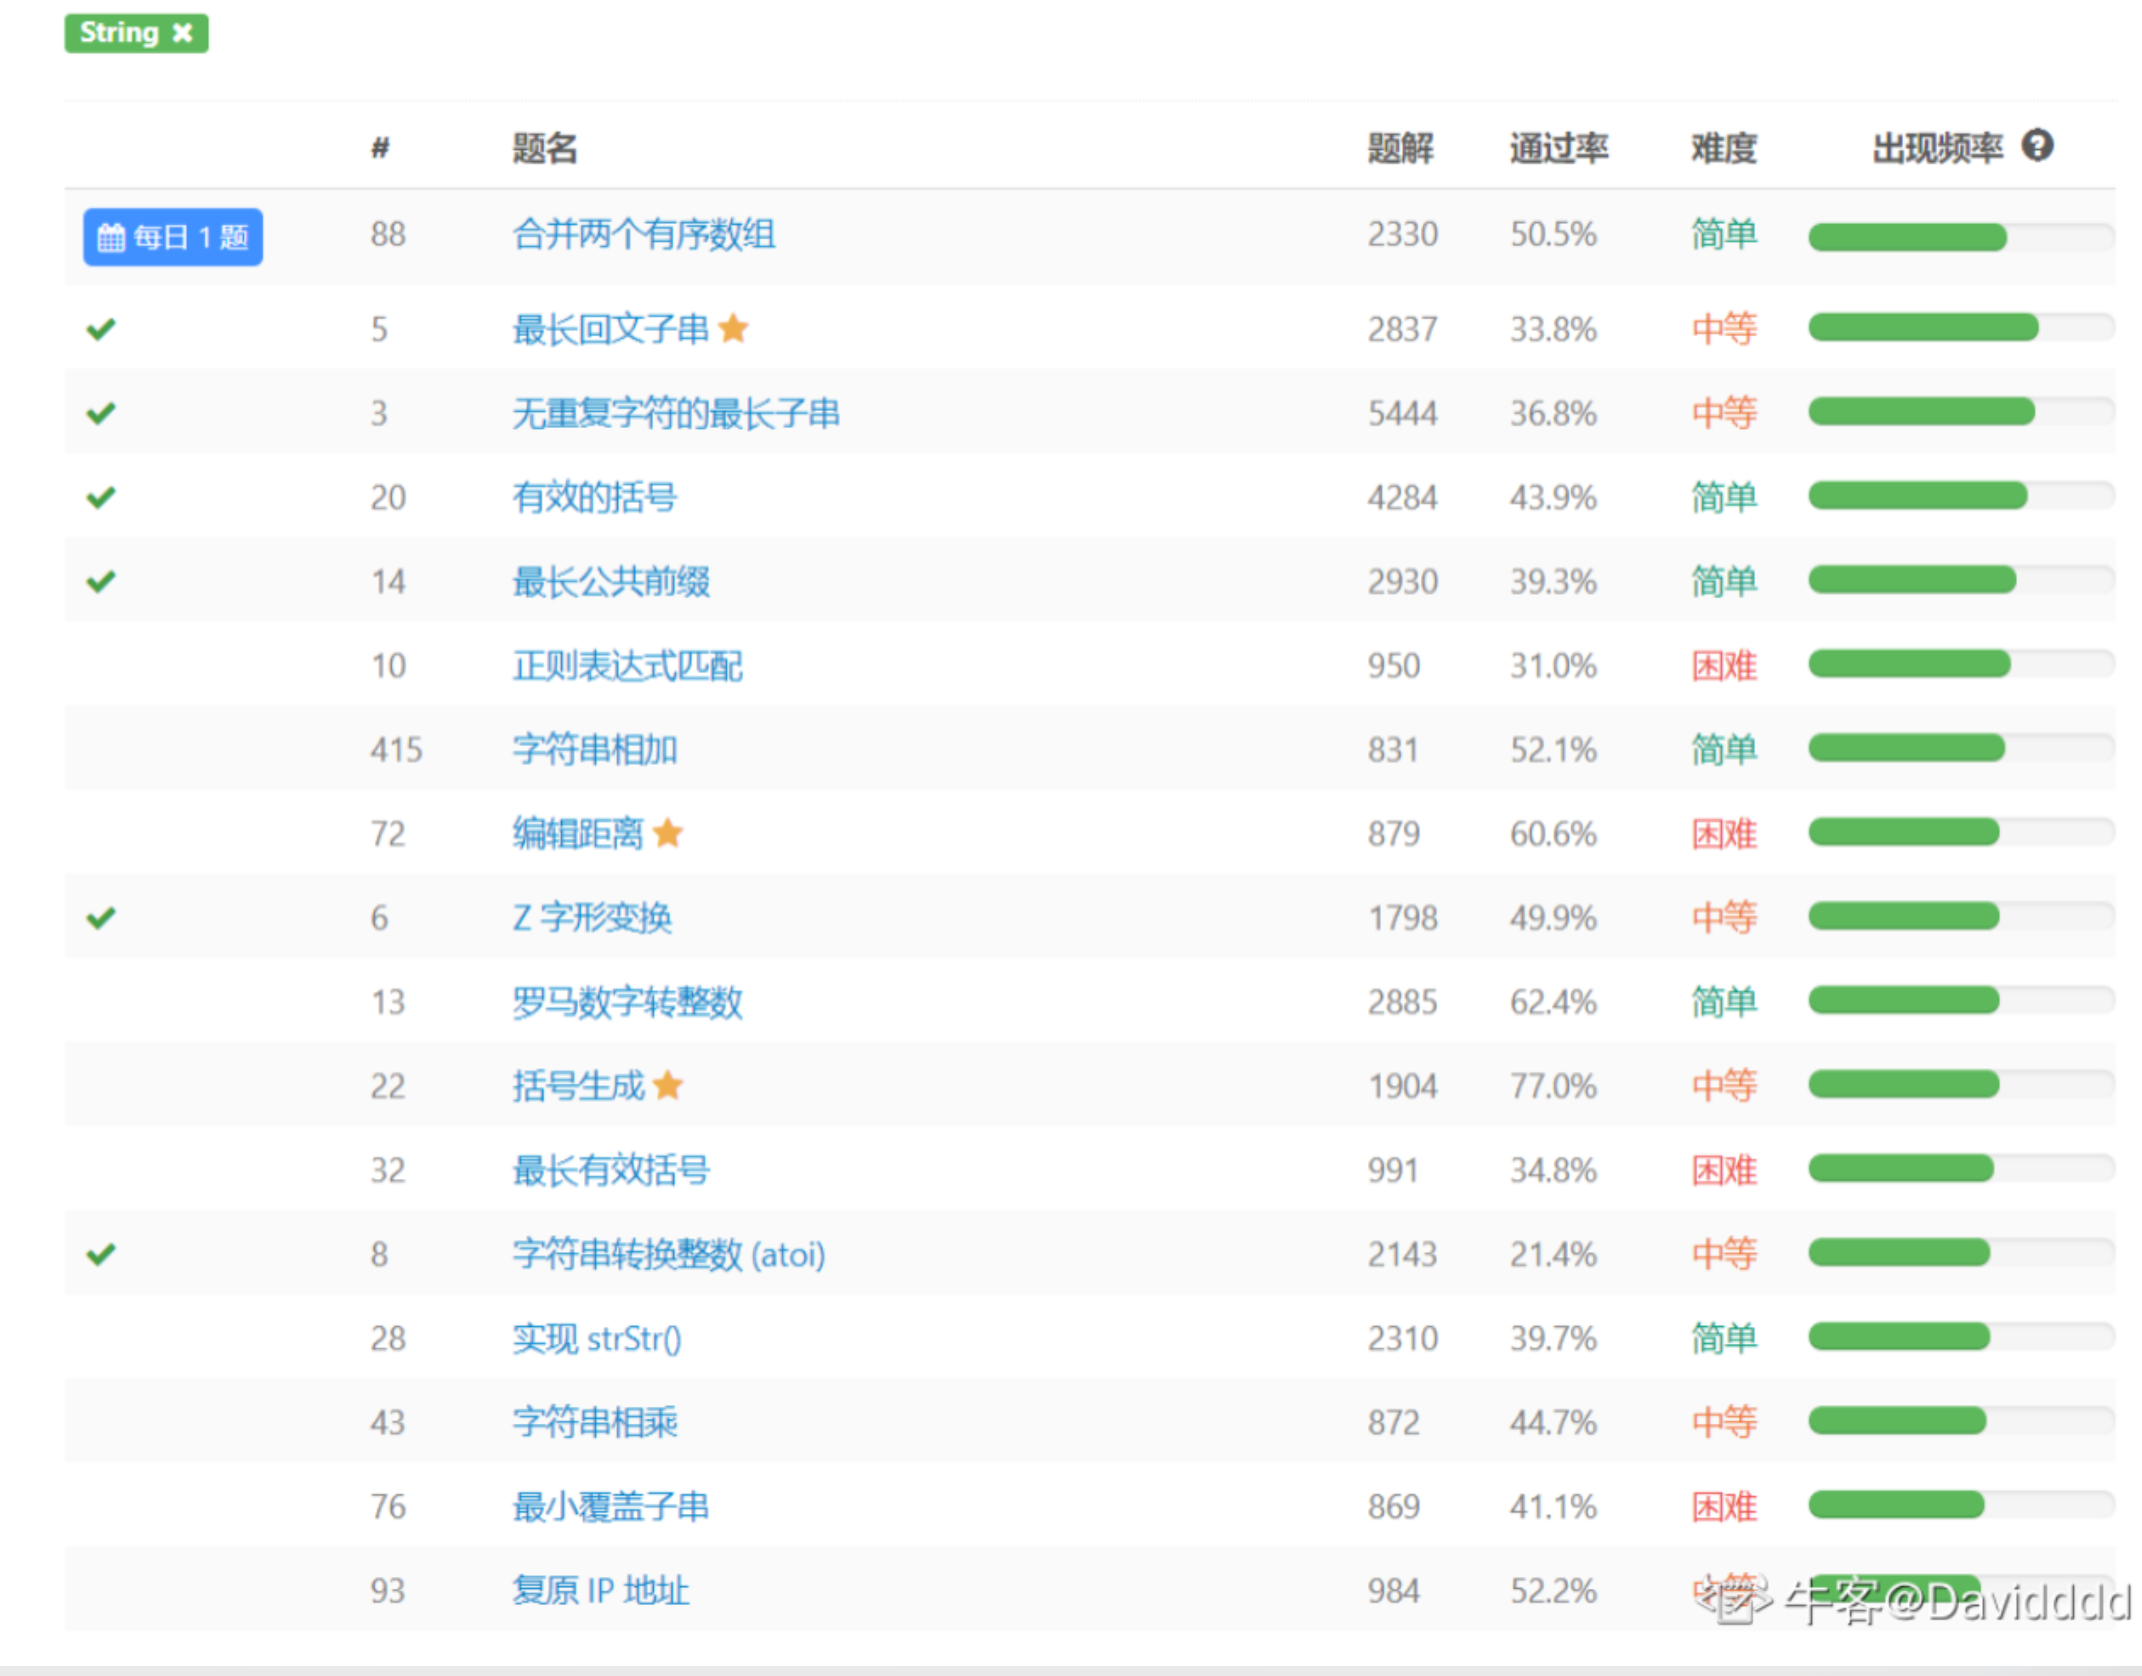 String ✖
# 题名 题解 通过率 难度 出现频率 ?
每日 1 题 88 合并两个有序数组 2330 50.5% 简单
5 最长回文子串 2837 33.8% 中等
3 无重复字符的最长子串 5444 36.8% 中等
20 有效的括号 4284 43.9% 简单
14 最长公共前缀 2930 39.3% 简单
10 正则表达式匹配 950 31.0% 困难
415 字符串相加 831 52.1% 简单
72 编辑距离 879 60.6% 困难
6 Z 字形变换 1798 49.9% 中等
13 罗马数字转整数 2885 62.4% 简单
22 括号生成 1904 77.0% 中等
32 最长有效括号 991 34.8% 困难
8 字符串转换整数 (atoi) 2143 21.4% 中等
28 实现 strStr() 2310 39.7% 简单
43 字符串相乘 872 44.7% 中等
76 最小覆盖子串 869 41.1% 困难
93 复原 IP 地址 984 52.2% 中等
牛客@Davidddd